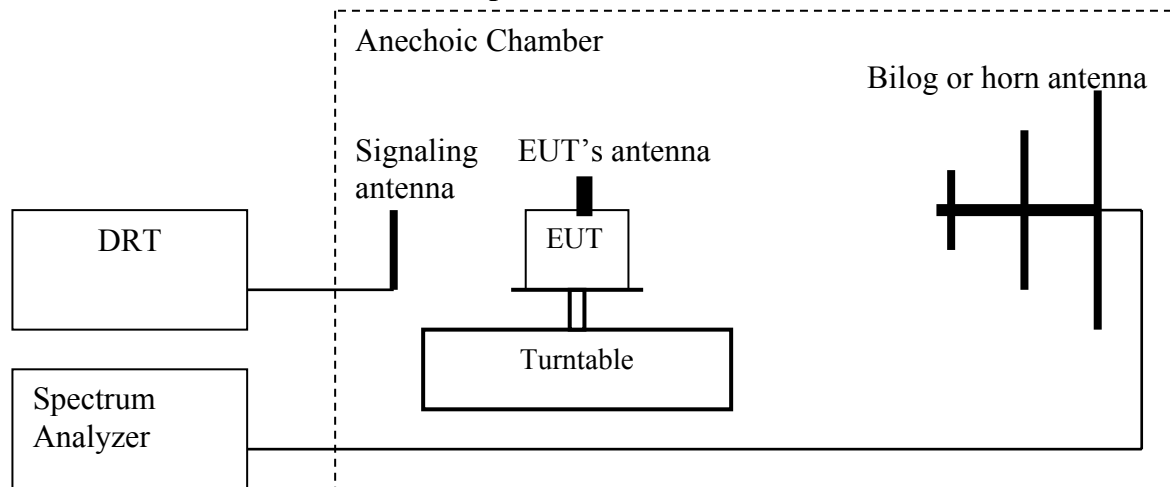 Anechoic Chamber
Bilog or horn antenna
Signaling
antenna
EUT’s antenna
DRT
EUT
Turntable
Spectrum
Analyzer